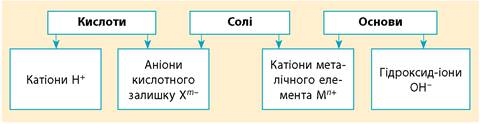 Кислоти
Солі
Основи
Катіони H⁺
Аніони
кислотного
залишку Xᵐ⁻
Катіони мета-
лічного еле-
мента Mⁿ⁺
Гідроксид-іони
OH⁻